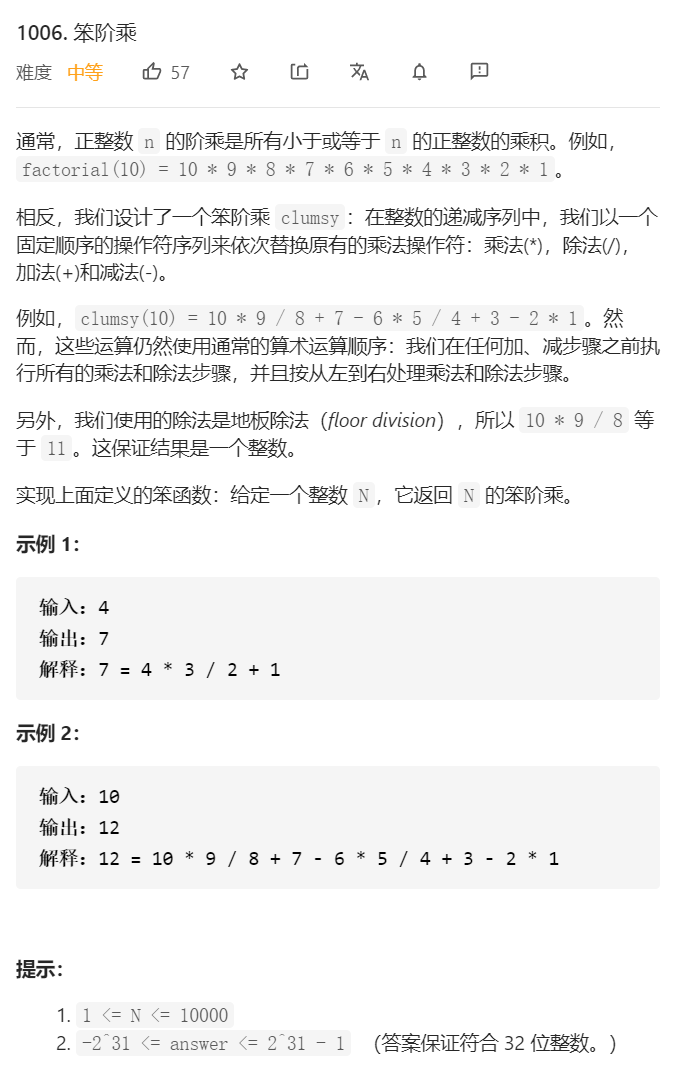 1006. 笨阶乘
难度 中等 57
通常，正整数 n 的阶乘是所有小于或等于 n 的正整数的乘积。例如，
factorial(10) = 10 * 9 * 8 * 7 * 6 * 5 * 4 * 3 * 2 * 1。
相反，我们设计了一个笨阶乘 clumsy：在整数的递减序列中，我们以一个
固定顺序的操作符序列来依次替换原有的乘法操作符：乘法(*)，除法(/)，
加法(+)和减法(-)。
例如，clumsy(10) = 10 * 9 / 8 + 7 - 6 * 5 / 4 + 3 - 2 * 1。然
而，这些运算仍然使用通常的算术运算顺序：我们在任何加、减步骤之前执
行所有的乘法和除法步骤，并且按从左到右处理乘法和除法步骤。
另外，我们使用的除法是地板除法（floor division），所以 10 * 9 / 8 等
于 11。这保证结果是一个整数。
实现上面定义的笨函数：给定一个整数 N，它返回 N 的笨阶乘。
示例 1：
输入：4
输出：7
解释：7 = 4 * 3 / 2 + 1
示例 2：
输入：10
输出：12
解释：12 = 10 * 9 / 8 + 7 - 6 * 5 / 4 + 3 - 2 * 1
提示：
1. 1 <= N <= 10000
2. -2^31 <= answer <= 2^31 - 1 （答案保证符合 32 位整数。）